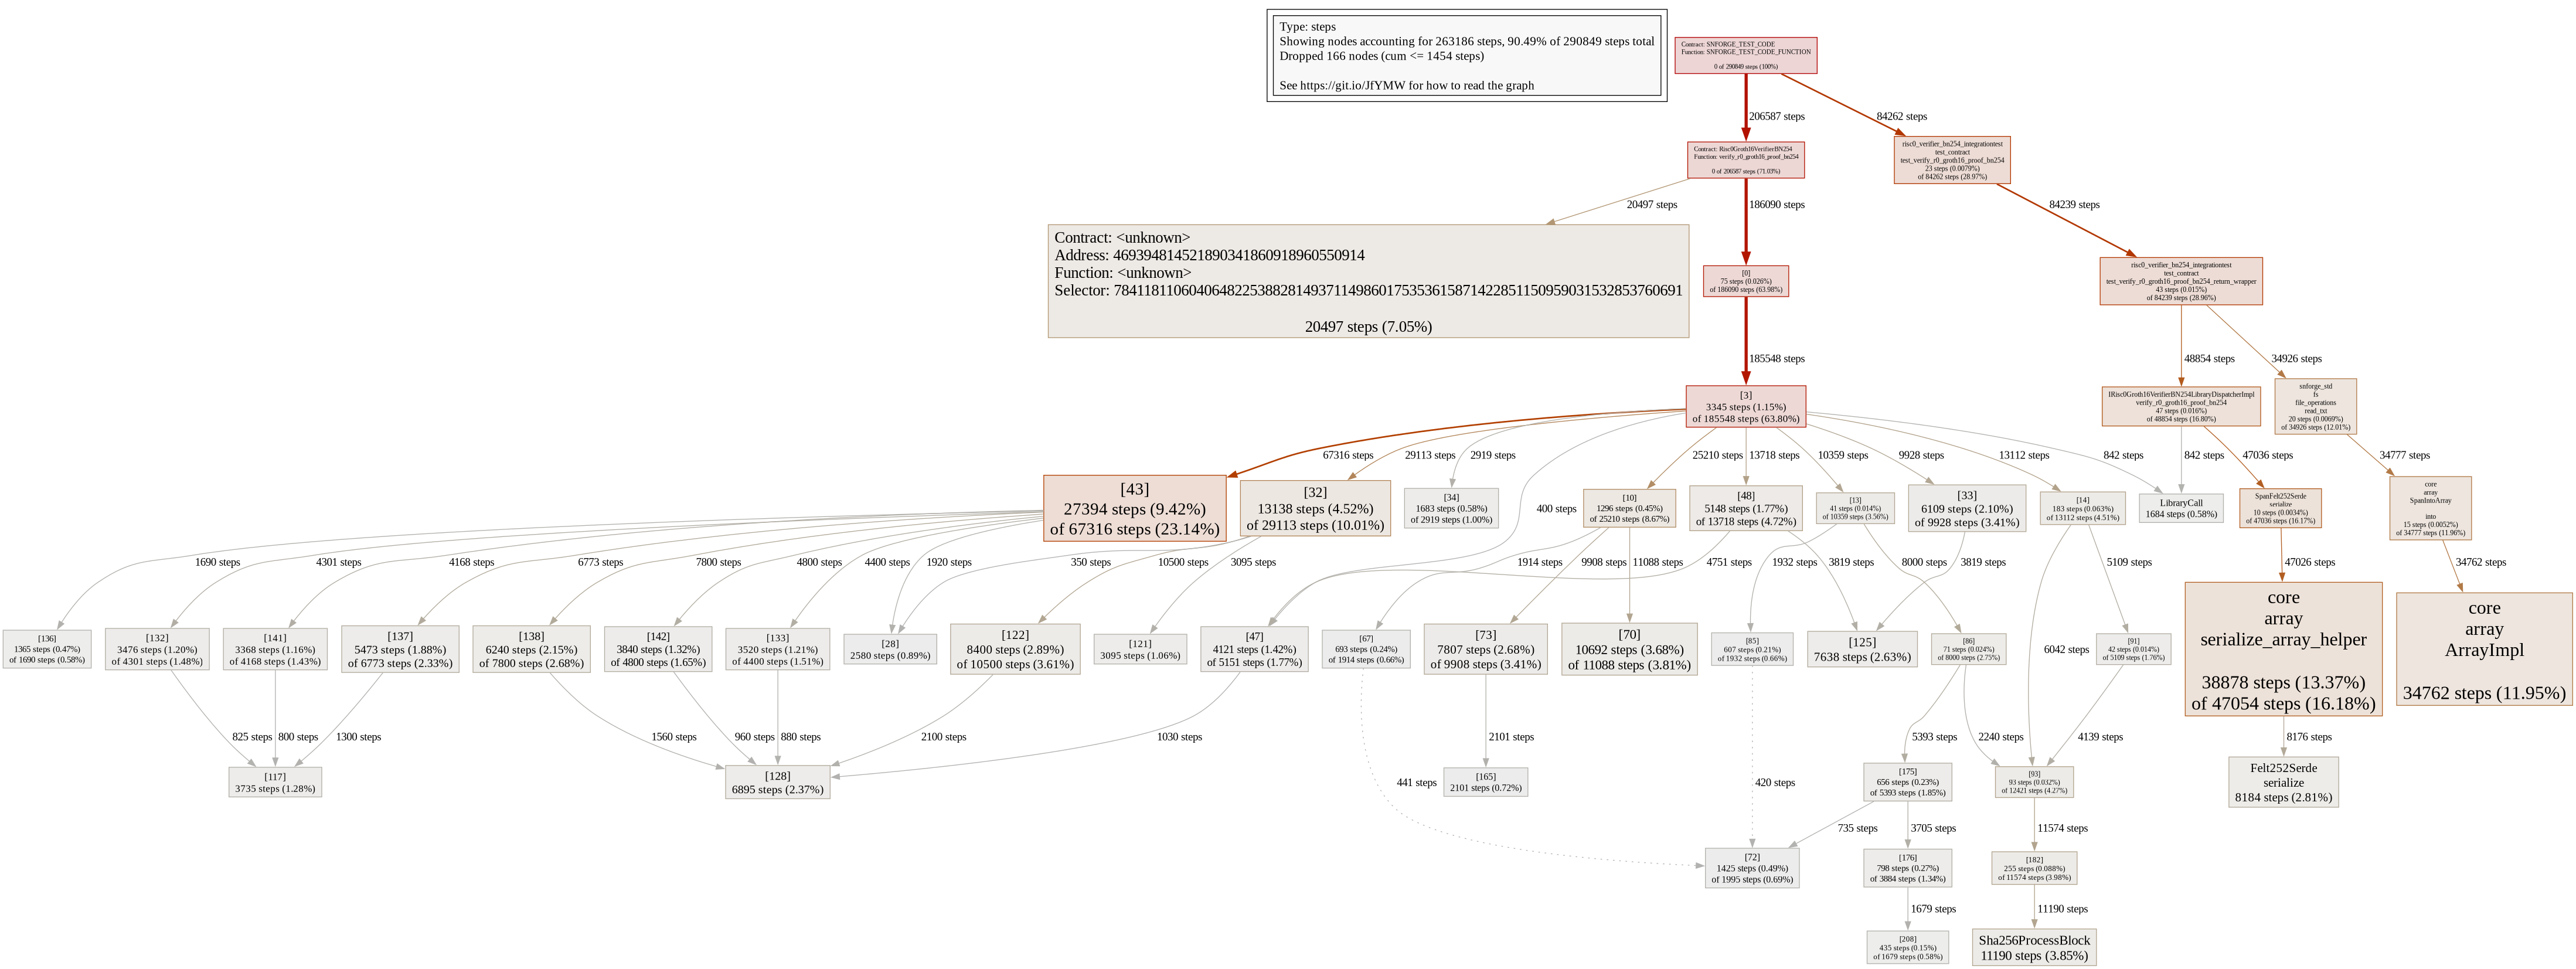 Type: steps
Showing nodes accounting for 263186 steps, 90.49% of 290849 steps total
Dropped 166 nodes (cum <= 1454 steps)
See https://git.io/JfYMW for how to read the graph
Contract: SNFORGE_TEST_CODE
Function: SNFORGE_TEST_CODE_FUNCTION
0 of 290849 steps (100%)
206587 steps
84262 steps
Contract: Risc0Groth16VerifierBN254
Function: verify_r0_groth16_proof_bn254
0 of 206587 steps (71.03%)
risc0_verifier_bn254_integrationtest
test_contract
test_verify_r0_groth16_proof_bn254
23 steps (0.0079%)
of 84262 steps (28.97%)
20497 steps
186090 steps
84239 steps
Contract: <unknown>
Address: 469394814521890341860918960550914
Function: <unknown>
Selector: 784118110604064822538828149371149860175353615871422851150959031532853760691
20497 steps (7.05%)
[0]
75 steps (0.026%)
of 186090 steps (63.98%)
risc0_verifier_bn254_integrationtest
test_contract
test_verify_r0_groth16_proof_bn254_return_wrapper
43 steps (0.015%)
of 84239 steps (28.96%)
185548 steps
48854 steps
34926 steps
[3]
3345 steps (1.15%)
of 185548 steps (63.80%)
IRisc0Groth16VerifierBN254LibraryDispatcherImpl
verify_r0_groth16_proof_bn254
47 steps (0.016%)
of 48854 steps (16.80%)
snforge_std
fs
file_operations
read_txt
20 steps (0.0069%)
of 34926 steps (12.01%)
67316 steps
29113 steps
2919 steps
400 steps
25210 steps
13718 steps
10359 steps
9928 steps
13112 steps
842 steps
842 steps
47036 steps
34777 steps
[43]
27394 steps (9.42%)
of 67316 steps (23.14%)
[32]
13138 steps (4.52%)
of 29113 steps (10.01%)
[34]
1683 steps (0.58%)
of 2919 steps (1.00%)
[10]
1296 steps (0.45%)
of 25210 steps (8.67%)
[48]
5148 steps (1.77%)
of 13718 steps (4.72%)
[13]
41 steps (0.014%)
of 10359 steps (3.56%)
[33]
6109 steps (2.10%)
of 9928 steps (3.41%)
[14]
183 steps (0.063%)
of 13112 steps (4.51%)
LibraryCall
1684 steps (0.58%)
SpanFelt252Serde
serialize
10 steps (0.0034%)
of 47036 steps (16.17%)
core
array
SpanIntoArray
into
15 steps (0.0052%)
of 34777 steps (11.96%)
1690 steps
4301 steps
4168 steps
6773 steps
7800 steps
4800 steps
4400 steps
1920 steps
350 steps
10500 steps
3095 steps
1914 steps
9908 steps
11088 steps
4751 steps
1932 steps
3819 steps
8000 steps
3819 steps
6042 steps
5109 steps
47026 steps
34762 steps
[136]
1365 steps (0.47%)
of 1690 steps (0.58%)
[132]
3476 steps (1.20%)
of 4301 steps (1.48%)
[141]
3368 steps (1.16%)
of 4168 steps (1.43%)
[137]
5473 steps (1.88%)
of 6773 steps (2.33%)
[138]
6240 steps (2.15%)
of 7800 steps (2.68%)
[142]
3840 steps (1.32%)
of 4800 steps (1.65%)
[133]
3520 steps (1.21%)
of 4400 steps (1.51%)
[28]
2580 steps (0.89%)
[122]
8400 steps (2.89%)
of 10500 steps (3.61%)
[121]
3095 steps (1.06%)
[47]
4121 steps (1.42%)
of 5151 steps (1.77%)
[67]
693 steps (0.24%)
of 1914 steps (0.66%)
[73]
7807 steps (2.68%)
of 9908 steps (3.41%)
[70]
10692 steps (3.68%)
of 11088 steps (3.81%)
[85]
607 steps (0.21%)
of 1932 steps (0.66%)
[125]
7638 steps (2.63%)
[86]
71 steps (0.024%)
of 8000 steps (2.75%)
[91]
42 steps (0.014%)
of 5109 steps (1.76%)
core
array
serialize_array_helper
38878 steps (13.37%)
of 47054 steps (16.18%)
core
array
ArrayImpl
34762 steps (11.95%)
825 steps
800 steps
1300 steps
1560 steps
960 steps
880 steps
2100 steps
1030 steps
441 steps
2101 steps
420 steps
5393 steps
2240 steps
4139 steps
8176 steps
[117]
3735 steps (1.28%)
[128]
6895 steps (2.37%)
[165]
2101 steps (0.72%)
[175]
656 steps (0.23%)
of 5393 steps (1.85%)
[93]
93 steps (0.032%)
of 12421 steps (4.27%)
Felt252Serde
serialize
8184 steps (2.81%)
735 steps
3705 steps
11574 steps
[72]
1425 steps (0.49%)
of 1995 steps (0.69%)
[176]
798 steps (0.27%)
of 3884 steps (1.34%)
[182]
255 steps (0.088%)
of 11574 steps (3.98%)
1679 steps
11190 steps
[208]
435 steps (0.15%)
of 1679 steps (0.58%)
Sha256ProcessBlock
11190 steps (3.85%)